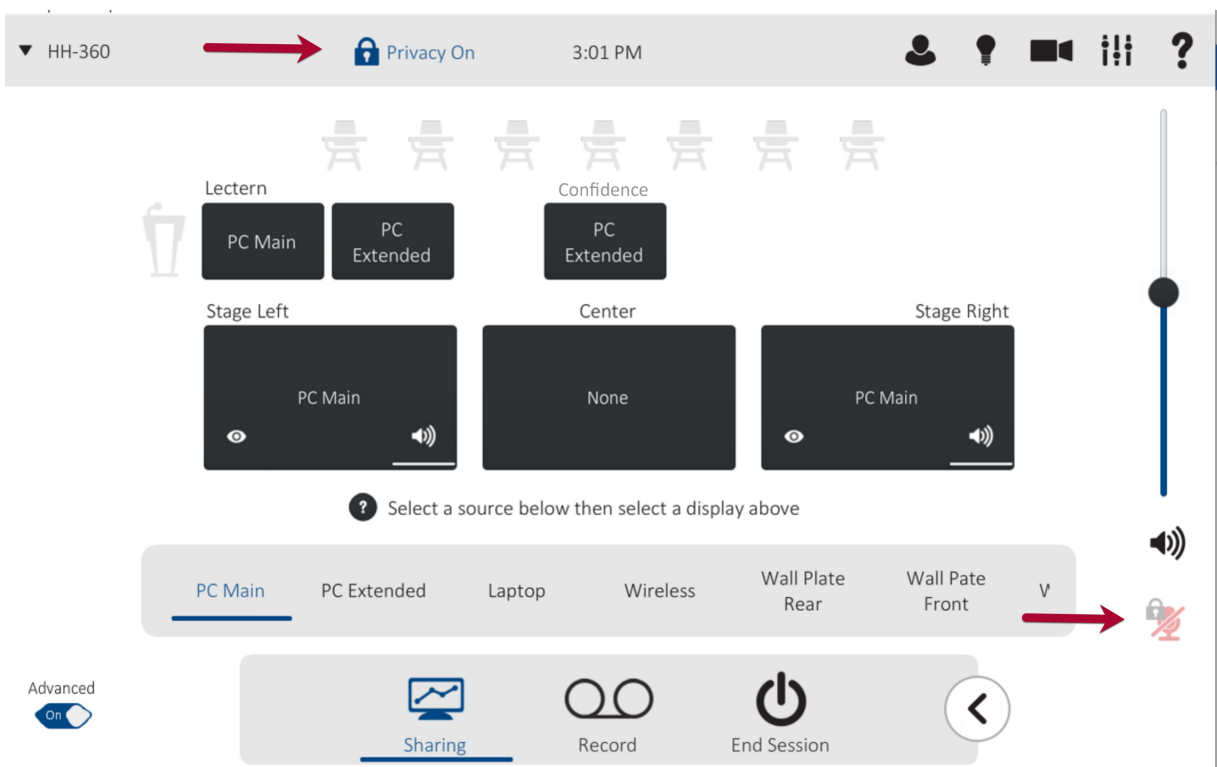 HH-360
Privacy On
3:01 PM
?
Lectern
Confidence
PC Main
PC
Extended
PC
Extended
Stage Left
Center
Stage Right
PC Main
None
PC Main
? Select a source below then select a display above
PC Main
PC Extended
Laptop
Wireless
Wall Plate
Rear
Wall Pate
Front
Advanced
On
Sharing
Record
End Session